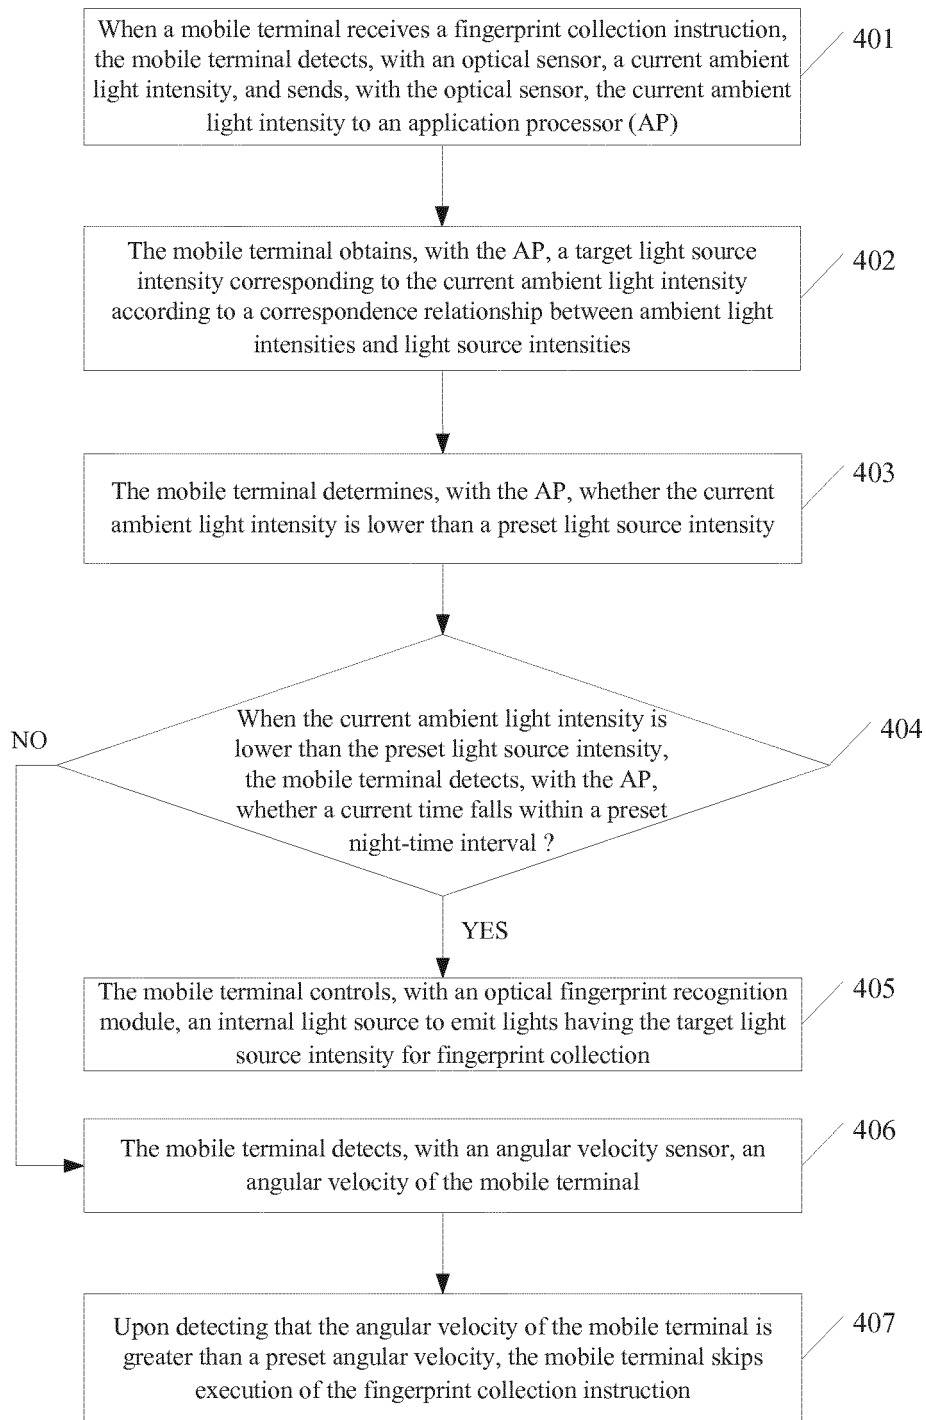 When a mobile terminal receives a fingerprint collection instruction,
the mobile terminal detects, with an optical sensor, a current ambient
light intensity, and sends, with the optical sensor, the current ambient
light intensity to an application processor (AP)
401
The mobile terminal obtains, with the AP, a target light source
intensity corresponding to the current ambient light intensity
according to a correspondence relationship between ambient light
intensities and light source intensities
402
The mobile terminal determines, with the AP, whether the current
ambient light intensity is lower than a preset light source intensity
403
When the current ambient light intensity is
lower than the preset light source intensity,
the mobile terminal detects, with the AP,
whether a current time falls within a preset
night-time interval ?
404
NO
YES
The mobile terminal controls, with an optical fingerprint recognition
module, an internal light source to emit lights having the target light
source intensity for fingerprint collection
405
The mobile terminal detects, with an angular velocity sensor, an
angular velocity of the mobile terminal
406
Upon detecting that the angular velocity of the mobile terminal is
greater than a preset angular velocity, the mobile terminal skips
execution of the fingerprint collection instruction
407